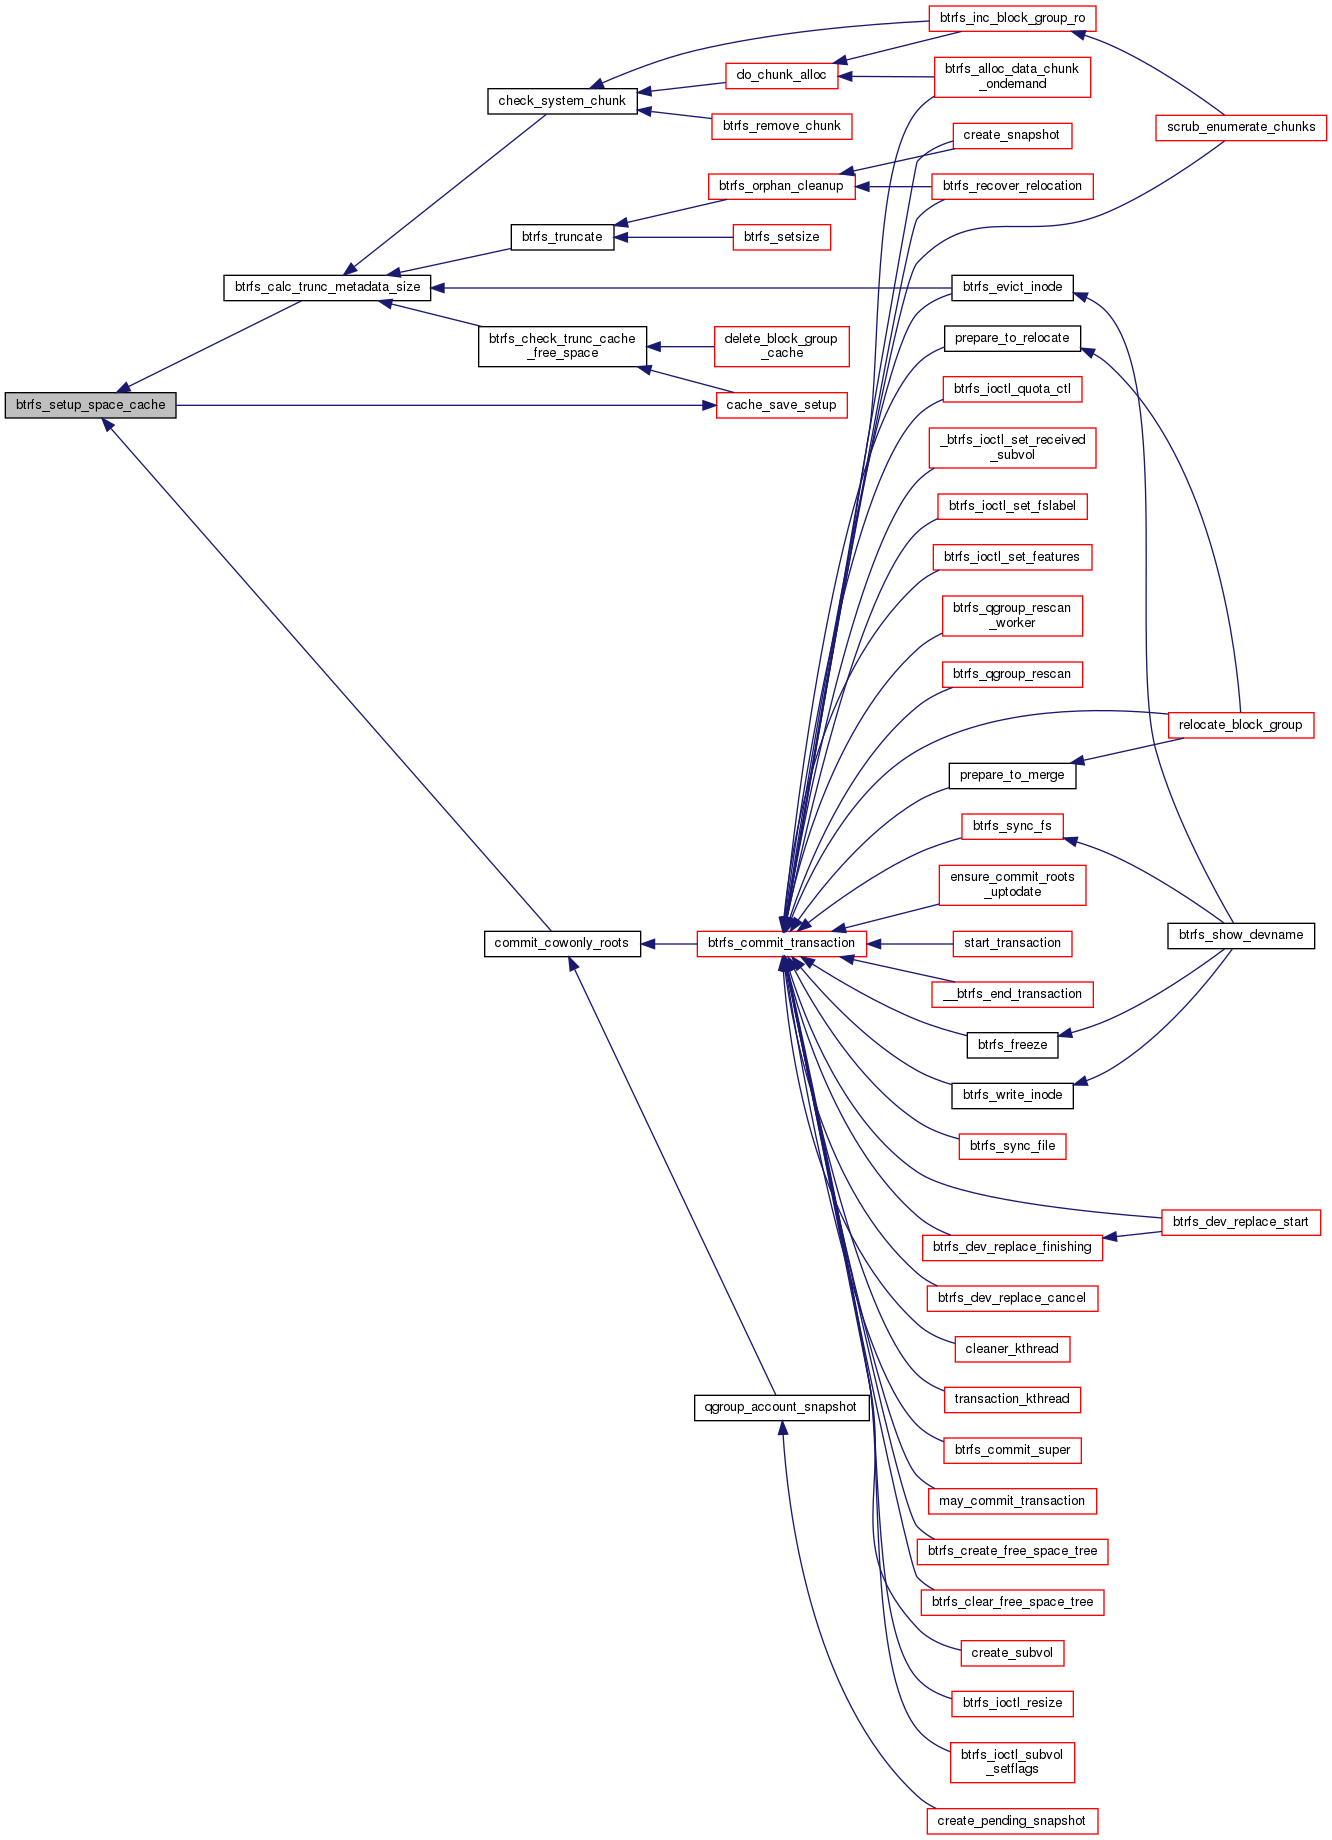 btrfs_inc_block_group_ro
do_chunk_alloc
btrfs_alloc_data_chunk
_ondemand
check_system_chunk
btrfs_remove_chunk
scrub_enumerate_chunks
create_snapshot
btrfs_orphan_cleanup
btrfs_recover_relocation
btrfs_truncate
btrfs_setsize
btrfs_calc_trunc_metadata_size
btrfs_evict_inode
btrfs_check_trunc_cache
_free_space
delete_block_group
_cache
prepare_to_relocate
btrfs_setup_space_cache
cache_save_setup
btrfs_ioctl_quota_ctl
_btrfs_ioctl_set_received
_subvol
btrfs_ioctl_set_fslabel
btrfs_ioctl_set_features
btrfs_qgroup_rescan
_worker
btrfs_qgroup_rescan
relocate_block_group
prepare_to_merge
btrfs_sync_fs
ensure_commit_roots
_uptodate
btrfs_show_devname
commit_cowonly_roots
btrfs_commit_transaction
start_transaction
__btrfs_end_transaction
btrfs_freeze
btrfs_write_inode
btrfs_sync_file
btrfs_dev_replace_start
btrfs_dev_replace_finishing
btrfs_dev_replace_cancel
cleaner_kthread
transaction_kthread
qgroup_account_snapshot
btrfs_commit_super
may_commit_transaction
btrfs_create_free_space_tree
btrfs_clear_free_space_tree
create_subvol
btrfs_ioctl_resize
btrfs_ioctl_subvol
_setflags
create_pending_snapshot